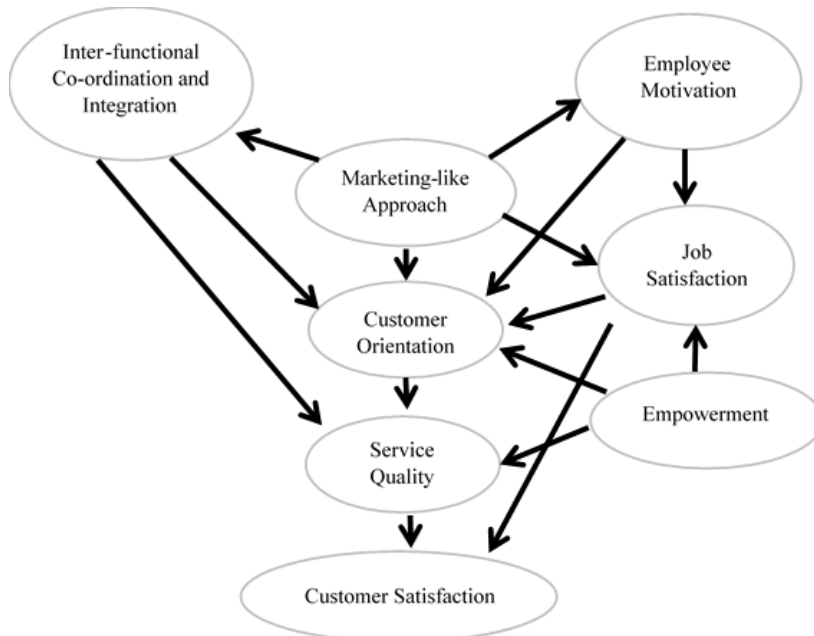 Inter-functional
Co-ordination and
Integration
Employee
Motivation
Marketing-like
Approach
Job
Satisfaction
Customer
Orientation
Empowerment
Service
Quality
Customer Satisfaction